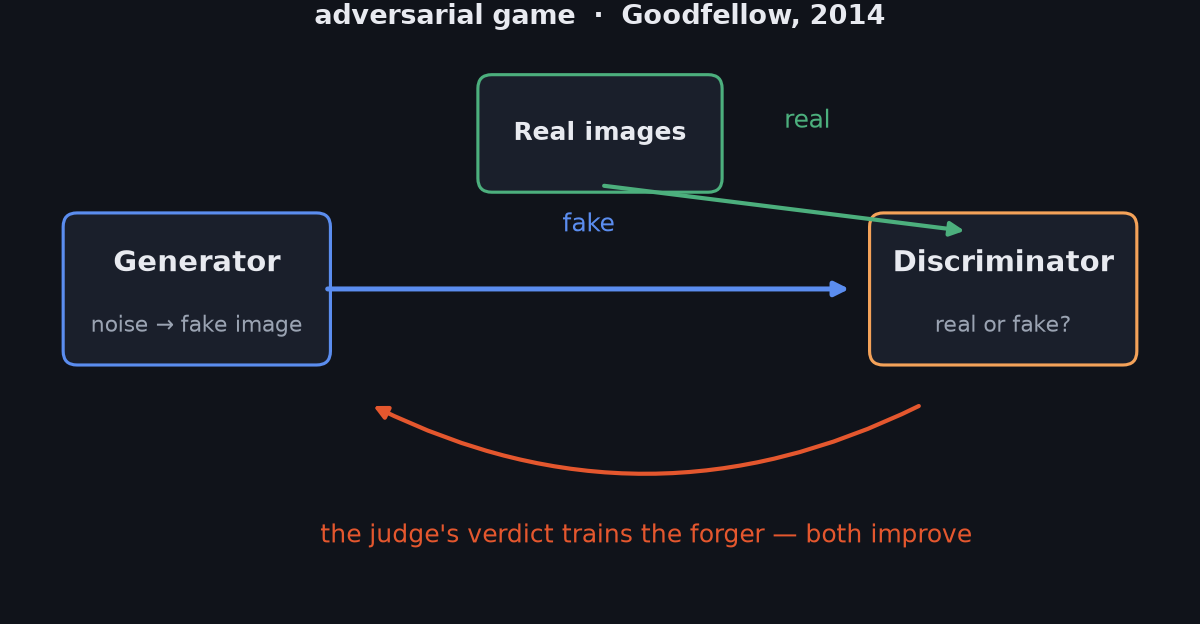 adversarial game · Goodfellow, 2014
Real images
real
fake
Generator
noise → fake image
Discriminator
real or fake?
the judge's verdict trains the forger — both improve